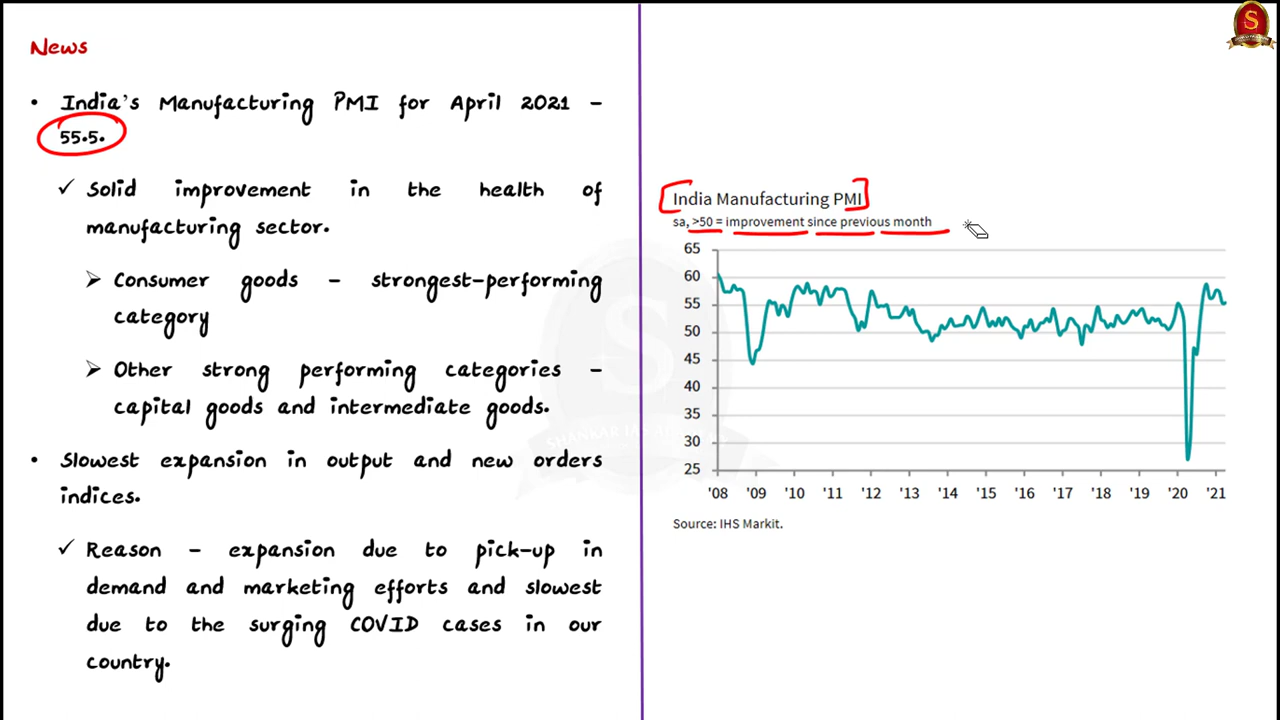 News
• India's Manufacturing PMI for April 2021 –
55.5.
✓ Solid improvement in the health of
manufacturing sector.
➢ Consumer goods – strongest-performing
category
➢ Other strong performing categories –
capital goods and intermediate goods.
• Slowest expansion in output and new orders
indices.
✓ Reason – expansion due to pick-up in
demand and marketing efforts and slowest
due to the surging COVID cases in our
country.
S
India Manufacturing PMI
sa, >50 = improvement since previous month
65
60
55
50
45
40
35
30
25
'08 '09 '10 '11 '12 '13 '14 '15 '16 '17 '18 '19 '20 '21
Source: IHS Markit.
S
SHANKAR IAS